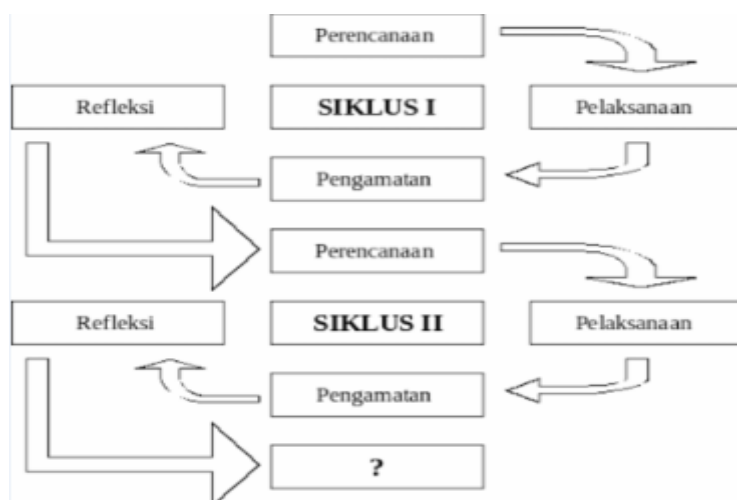 Perencanaan
Refleksi
SIKLUS I
Pelaksanaan
Pengamatan
Perencanaan
Refleksi
SIKLUS II
Pelaksanaan
Pengamatan
?